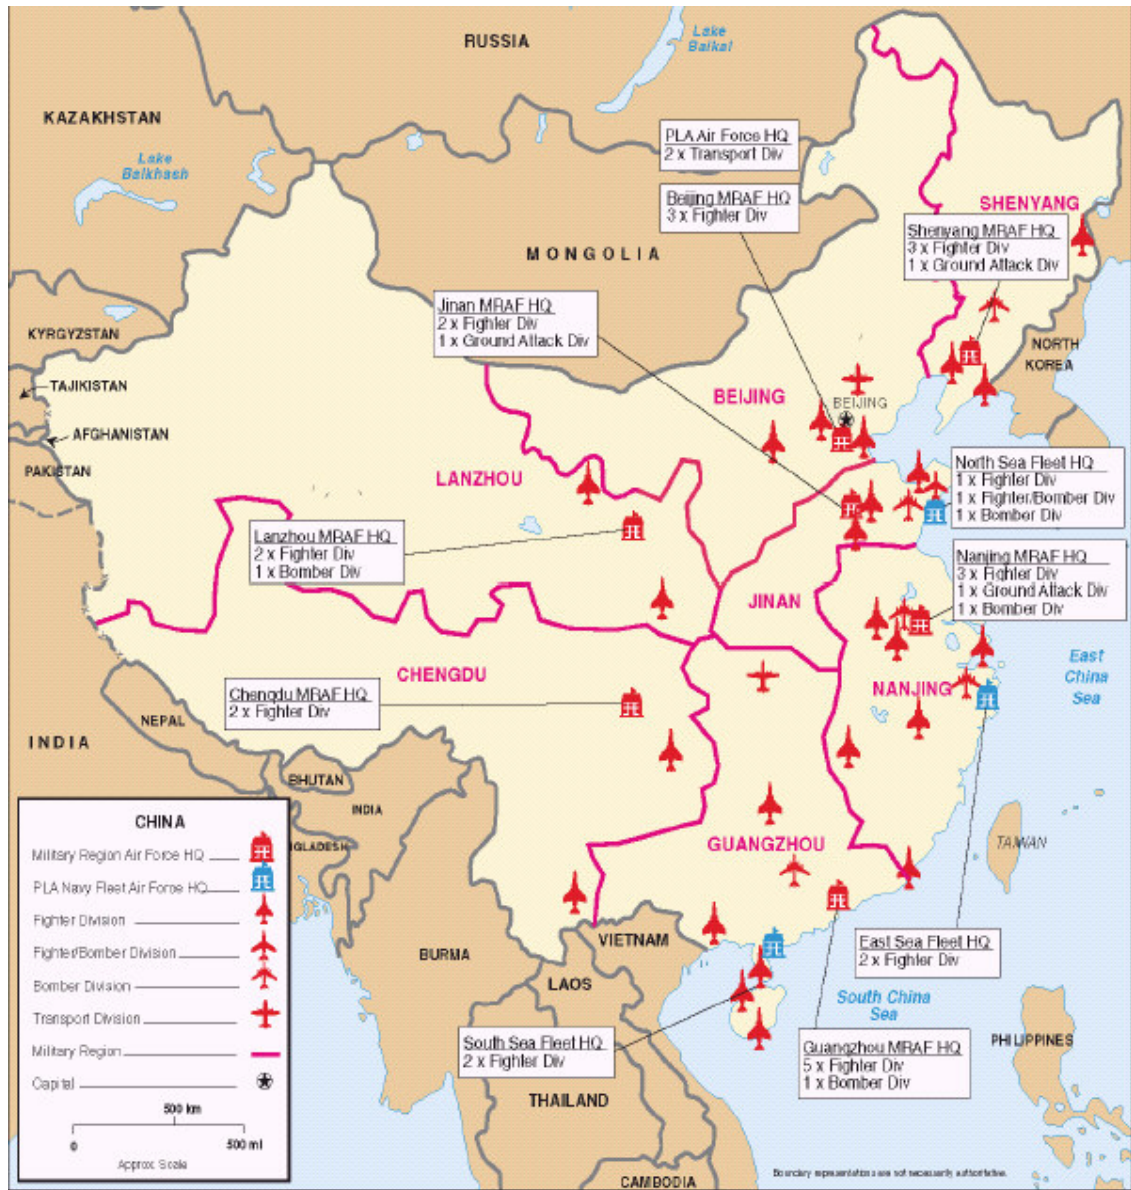 RUSSIA
Lake
Baikal
KAZAKHSTAN
Lake
Balkhash
PLA Air Force HQ
2 x Transport Div
Beijing MRAF HQ
3 x Fighter Div
SHENYANG
Shenyang MRAF HQ
3 x Fighter Div
1 x Ground Attack Div
MONGOLIA
Jinan MRAF HQ
2 x Fighter Div
1 x Ground Attack Div
KYRGYZSTAN
NORTH
KOREA
TAJIKISTAN
BEIJING
BEIJING
AFGHANISTAN
PAKISTAN
LANZHOU
North Sea Fleet HQ
1 x Fighter Div
1 x Fighter/Bomber Div
1 x Bomber Div
Lanzhou MRAF HQ
2 x Fighter Div
1 x Bomber Div
Nanjing MRAF HQ
3 x Fighter Div
1 x Ground Attack Div
1 x Bomber Div
JINAN
East
China
Sea
CHENGDU
NANJING
Chengdu MRAF HQ
2 x Fighter Div
NEPAL
INDIA
BHUTAN
INDIA
GLADESH
GUANGZHOU
TAIWAN
CHINA
Military Region Air Force HQ
PLA Navy Fleet Air Force HQ
Fighter Division
Fighter/Bomber Division
Bomber Division
Transport Division
Military Region
Capital
500 km
0 500 mi
Approx. Scale
BURMA
VIETNAM
LAOS
East Sea Fleet HQ
2 x Fighter Div
South China
Sea
South Sea Fleet HQ
2 x Fighter Div
Guangzhou MRAF HQ
5 x Fighter Div
1 x Bomber Div
PHILIPPINES
THAILAND
CAMBODIA
Boundary representations are not necessarily authoritative.